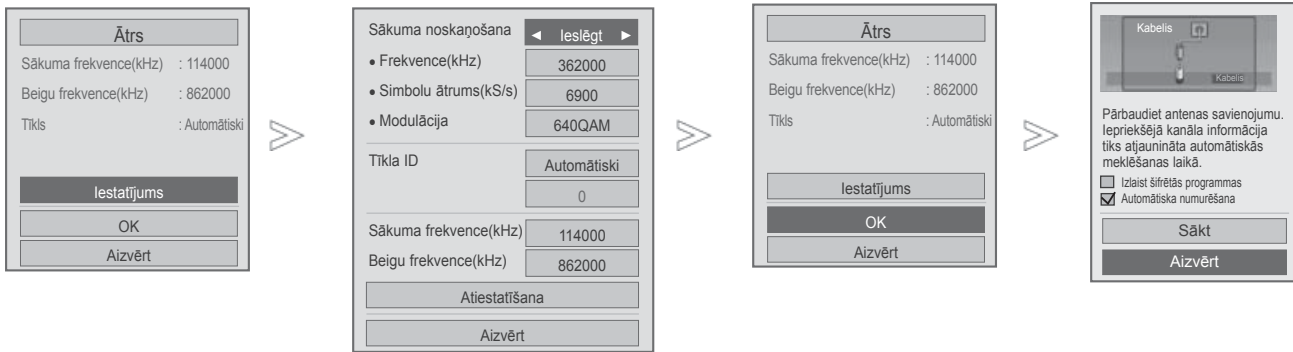 Ātrs
Sākuma frekvence(kHz) : 114000
Beigu frekvence(kHz) : 862000
Tīkls : Automātiski
Iestatījums
OK
Aizvērt
Sākuma noskaņošana ◄ Ieslēgt ►
• Frekvence(kHz) 362000
• Simbolu ātrums(kS/s) 6900
• Modulācija 640QAM
Tīkla ID Automātiski
0
Sākuma frekvence(kHz) 114000
Beigu frekvence(kHz) 862000
Atiestatīšana
Aizvērt
Ātrs
Sākuma frekvence(kHz) : 114000
Beigu frekvence(kHz) : 862000
Tīkls : Automātiski
Iestatījums
OK
Aizvērt
Kabelis
Kabelis
Pārbaudiet antenas savienojumu.
Iepriekšējā kanāla informācija
tiks atjaunināta automātiskās
meklēšanas laikā.
Izlaist šifrētās programmas
Automātiska numurēšana
Sākt
Aizvērt